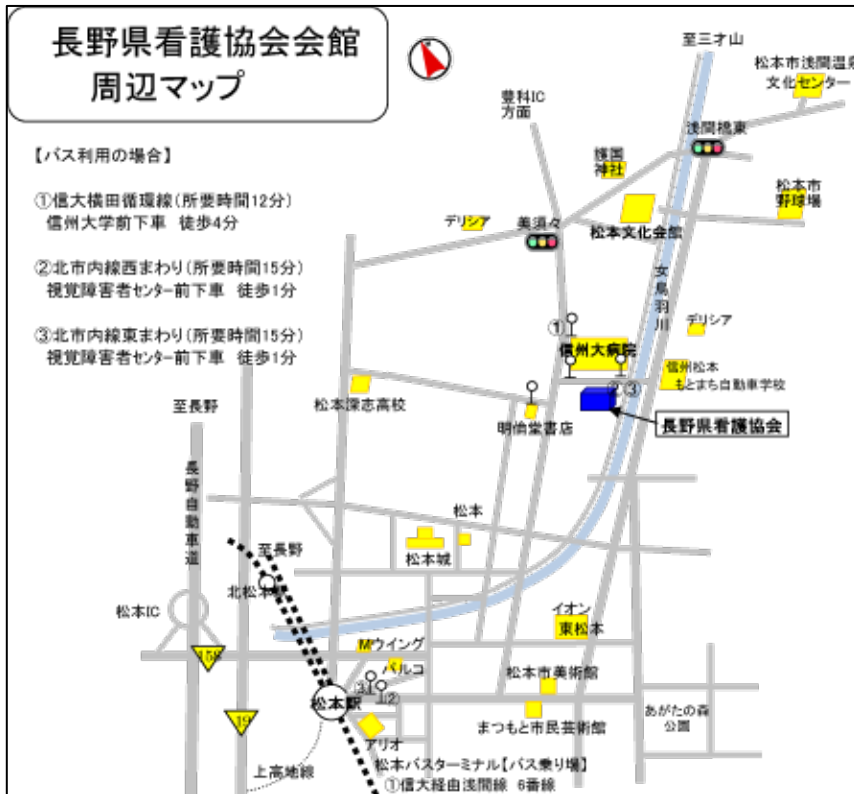 長野県看護協会会館
周辺マップ
【バス利用の場合】
①信大横田循環線(所要時間12分)
信州大学前下車 徒歩4分
②北市内線西まわり(所要時間15分)
視覚障害者センター前下車 徒歩1分
③北市内線東まわり(所要時間15分)
視覚障害者センター前下車 徒歩1分
至三才山
松本市浅間温泉
文化センター
豊科IC
方面
浅間橋東
護国
神社
松本市
野球場
デリシア
美須々
松本文化会館
女鳥羽川
①
デリシア
信州大病院
信州松本
もとまち自動車学校
②③
松本深志高校
明倫堂書店
長野県看護協会
至長野
長野自動車道
松本
至長野
松本城
北松本
松本IC
イオン
東松本
Mウイング
パルコ
158
松本市美術館
③
②
松本駅
19
まつもと市民芸術館
あがたの森
公園
アリオ
上高地線
松本バスターミナル【バス乗り場】
①信大経由浅間線 6番線